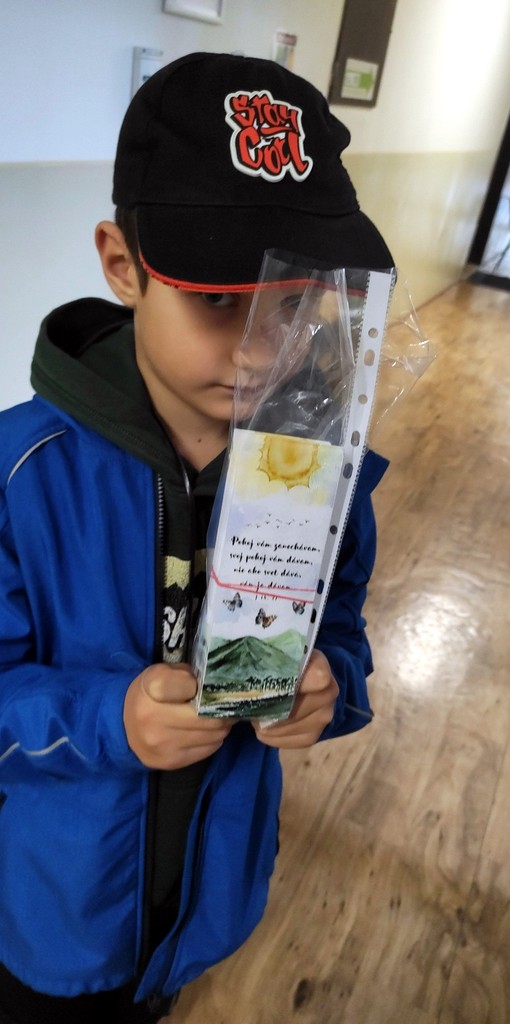 Stay
Cool
Pokoj vám zanechávam,
svoj pokoj vám dávam,
nie ako svet dáva,
vám ja dávam.